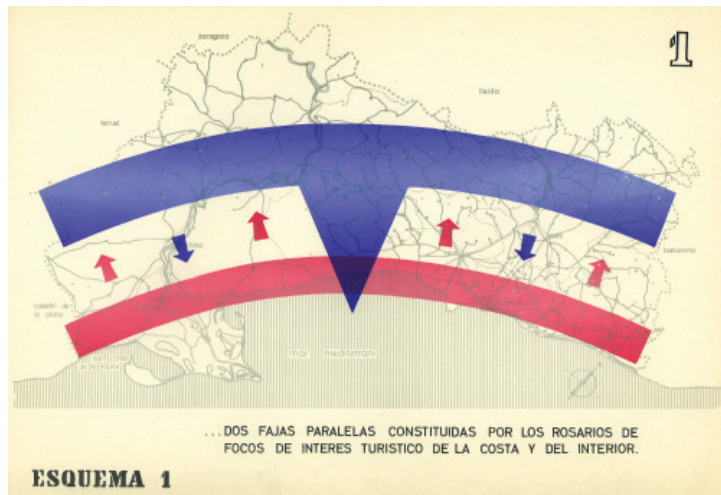 1
zaragoza
lleida
teruel
barcelona
castelló de
la plana
mar mediterrani
...DOS FAJAS PARALELAS CONSTITUIDAS POR LOS ROSARIOS DE
FOCOS DE INTERES TURISTICO DE LA COSTA Y DEL INTERIOR.
ESQUEMA 1